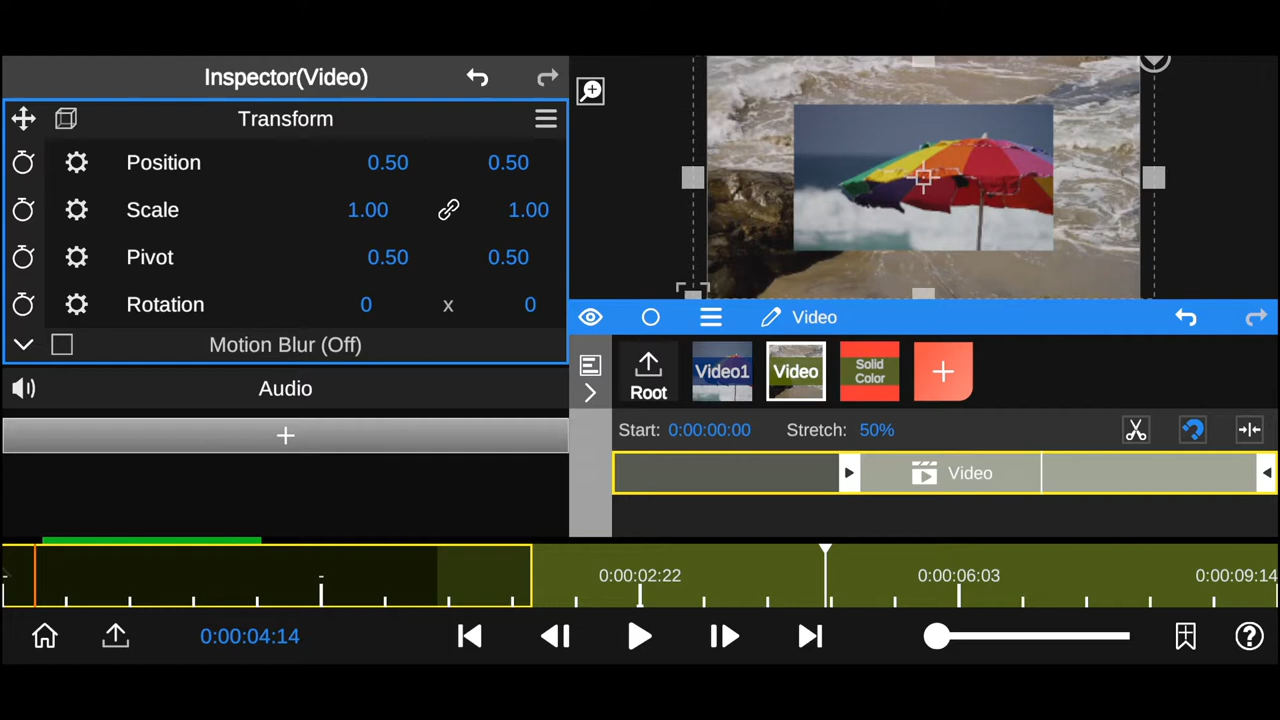 Inspector(Video)
Transform
Position 0.50 0.50
Scale 1.00 1.00
Pivot 0.50 0.50
Rotation 0 x 0
Motion Blur (Off)
Audio
Video
Root
Video1
Video
Solid
Color
Start: 0:00:00:00 Stretch: 50%
Video
0:00:02:22 0:00:06:03 0:00:09:14
0:00:04:14